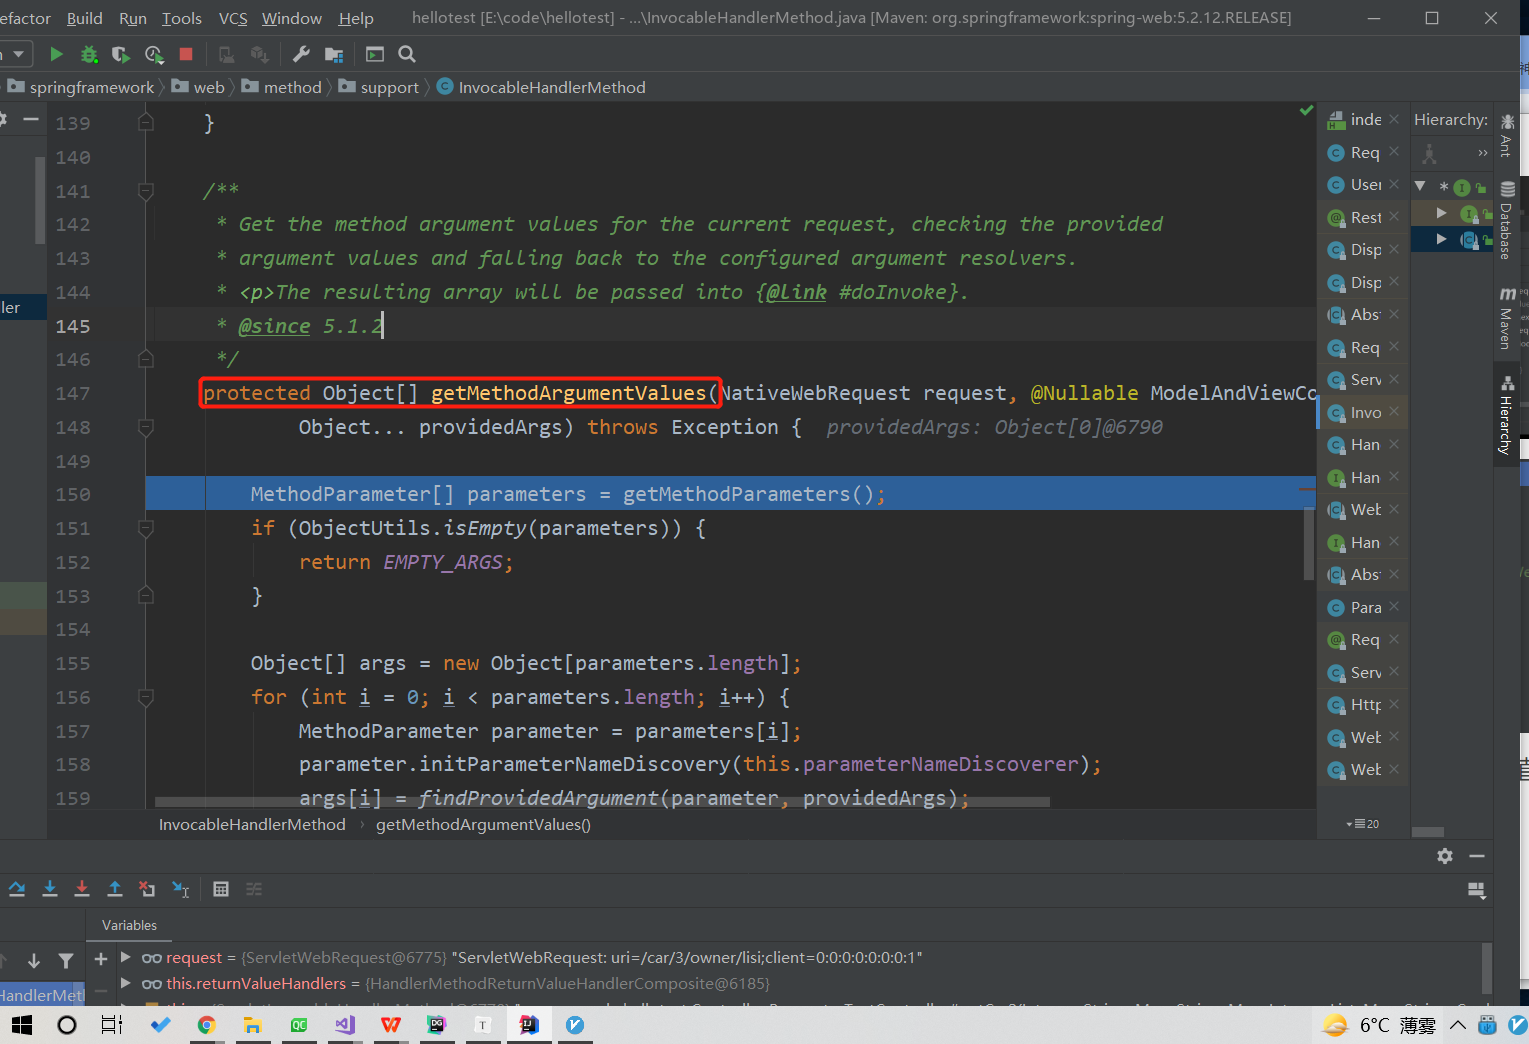 efactor Build Run Tools VCS Window Help hellotest [E:\code\hellotest] - ...\InvocableHandlerMethod.java [Maven: org.springframework:spring-web:5.2.12.RELEASE]
springframework web method support InvocableHandlerMethod
139 }
140
141 /**
142 * Get the method argument values for the current request, checking the provided
143 * argument values and falling back to the configured argument resolvers.
144 * <p>The resulting array will be passed into {@link #doInvoke}.
145 * @since 5.1.2
146 */
147 protected Object[] getMethodArgumentValues(NativeWebRequest request, @Nullable ModelAndViewCo
148 Object... providedArgs) throws Exception { providedArgs: Object[0]@6790
149
150 MethodParameter[] parameters = getMethodParameters();
151 if (ObjectUtils.isEmpty(parameters)) {
152 return EMPTY_ARGS;
153 }
154
155 Object[] args = new Object[parameters.length];
156 for (int i = 0; i < parameters.length; i++) {
157 MethodParameter parameter = parameters[i];
158 parameter.initParameterNameDiscovery(this.parameterNameDiscoverer);
159 args[i] = findProvidedArgument(parameter, providedArgs);
ler
InvocableHandlerMethod › getMethodArgumentValues()
inde
Req
User
Rest
Disp
Disp
Abs
Req
Serv
Invo
Han
Han
Web
Han
Abs
Para
Req
Serv
Http
Web
Web
20
Hierarchy:
Ant
Database
Maven
Hierarchy
Variables
request = {ServletWebRequest@6775} "ServletWebRequest: uri=/car/3/owner/lisi;client=0:0:0:0:0:0:0:1"
this.returnValueHandlers = {HandlerMethodReturnValueHandlerComposite@6185}
HandlerMeth
6°C 薄雾